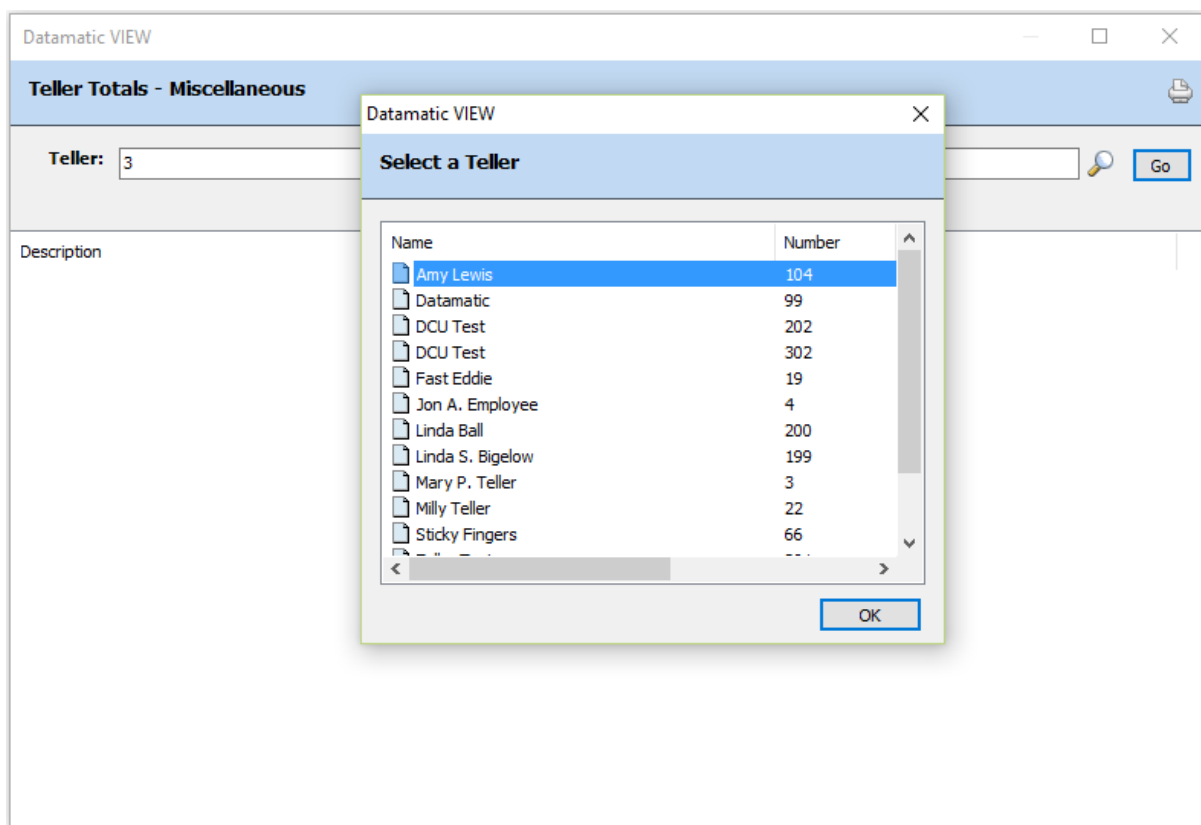 Datamatic VIEW
Teller Totals - Miscellaneous
Teller: 3 Go
Description
Datamatic VIEW
Select a Teller
Name Number
Amy Lewis 104
Datamatic 99
DCU Test 202
DCU Test 302
Fast Eddie 19
Jon A. Employee 4
Linda Ball 200
Linda S. Bigelow 199
Mary P. Teller 3
Milly Teller 22
Sticky Fingers 66
OK